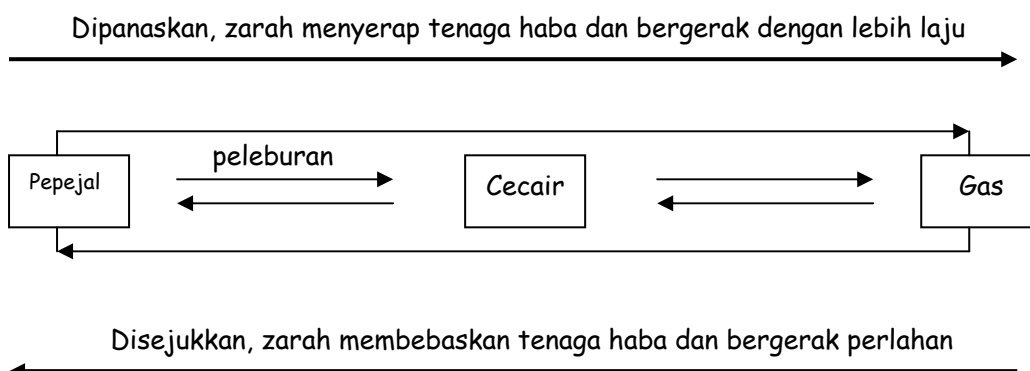 Dipanaskan, zarah menyerap tenaga haba dan bergerak dengan lebih laju
peleburan
Pepejal
Cecair
Gas
Disejukkan, zarah membebaskan tenaga haba dan bergerak perlahan